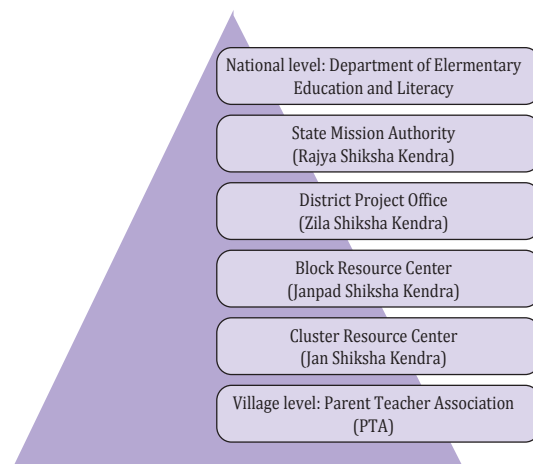 National level: Department of Elermentary
Education and Literacy
State Mission Authority
(Rajya Shiksha Kendra)
District Project Office
(Zila Shiksha Kendra)
Block Resource Center
(Janpad Shiksha Kendra)
Cluster Resource Center
(Jan Shiksha Kendra)
Village level: Parent Teacher Association
(PTA)